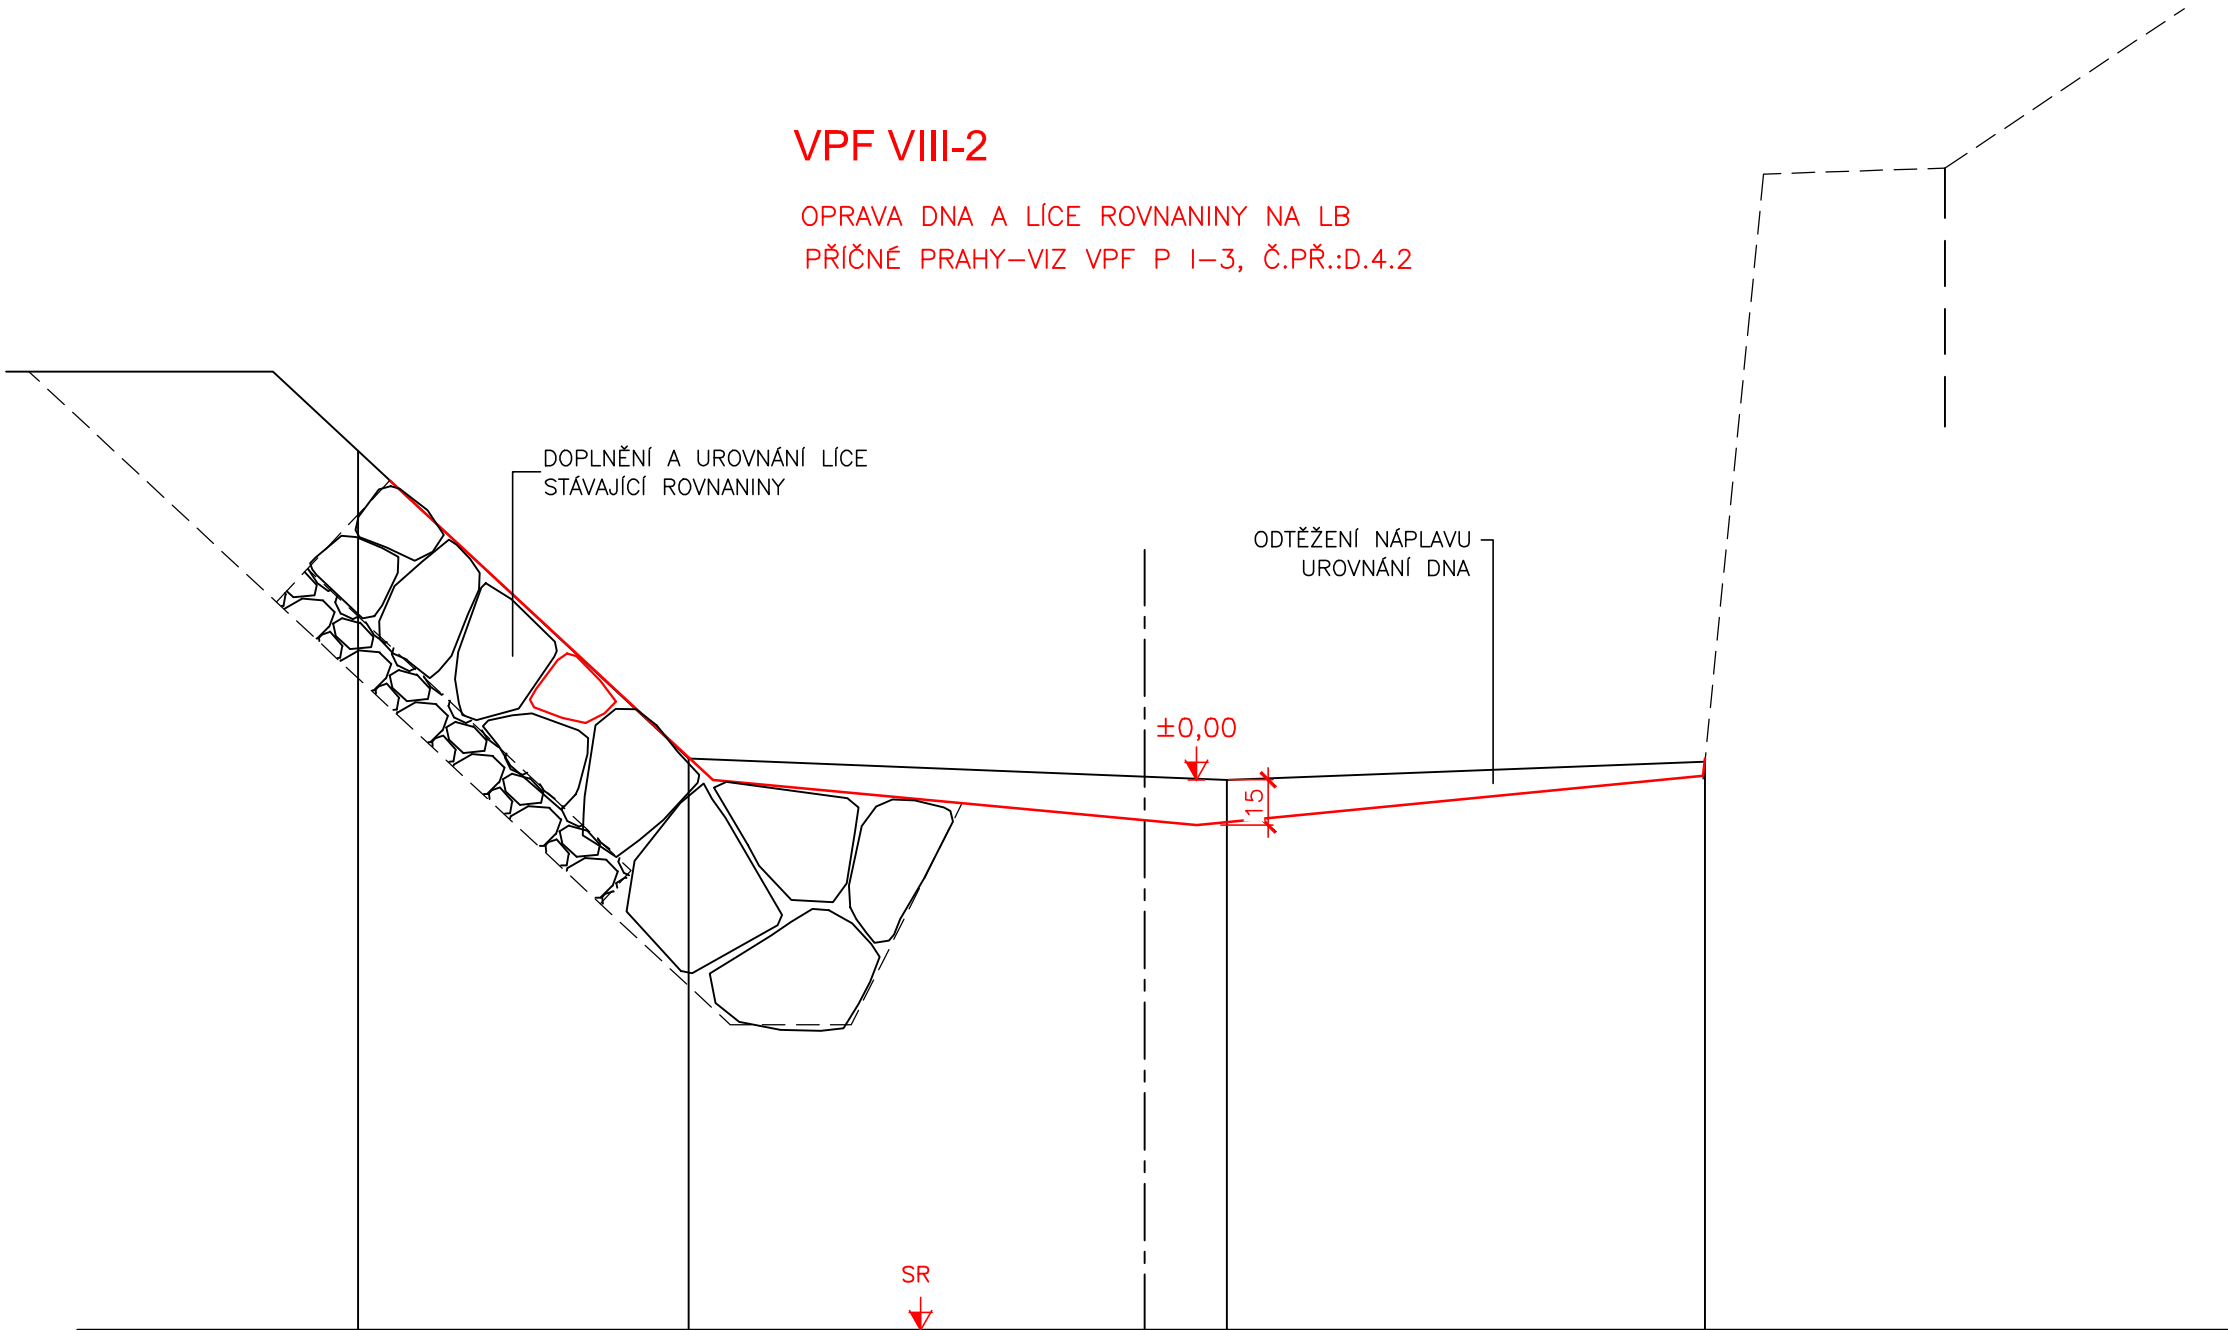 VPF VIII-2
OPRAVA DNA A LÍCE ROVNANINY NA LB
PŘÍČNÉ PRAHY-VIZ VPF P I-3, Č.PŘ.:D.4.2
DOPLNĚNÍ A UROVNÁNÍ LÍCE
STÁVAJÍCÍ ROVNANINY
ODTĚŽENÍ NÁPLAVU
UROVNÁNÍ DNA
±0,00
15
SR